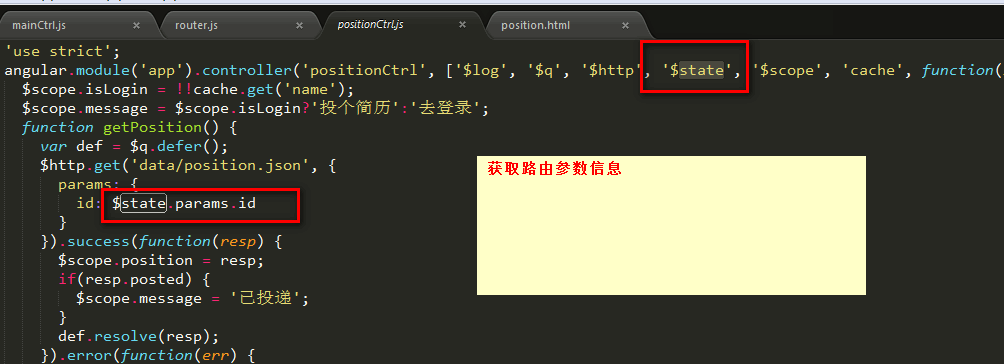 mainCtrl.js × router.js × positionCtrl.js × position.html ×
'use strict';
angular.module('app').controller('positionCtrl', ['$log', '$q', '$http', '$state', '$scope', 'cache', function(
$scope.isLogin = !!cache.get('name');
$scope.message = $scope.isLogin?'投个简历':'去登录';
function getPosition() {
var def = $q.defer();
$http.get('data/position.json', {
获取路由参数信息
params: {
id: $state.params.id
}
}).success(function(resp) {
$scope.position = resp;
if(resp.posted) {
$scope.message = '已投递';
}
def.resolve(resp);
}).error(function(err) {